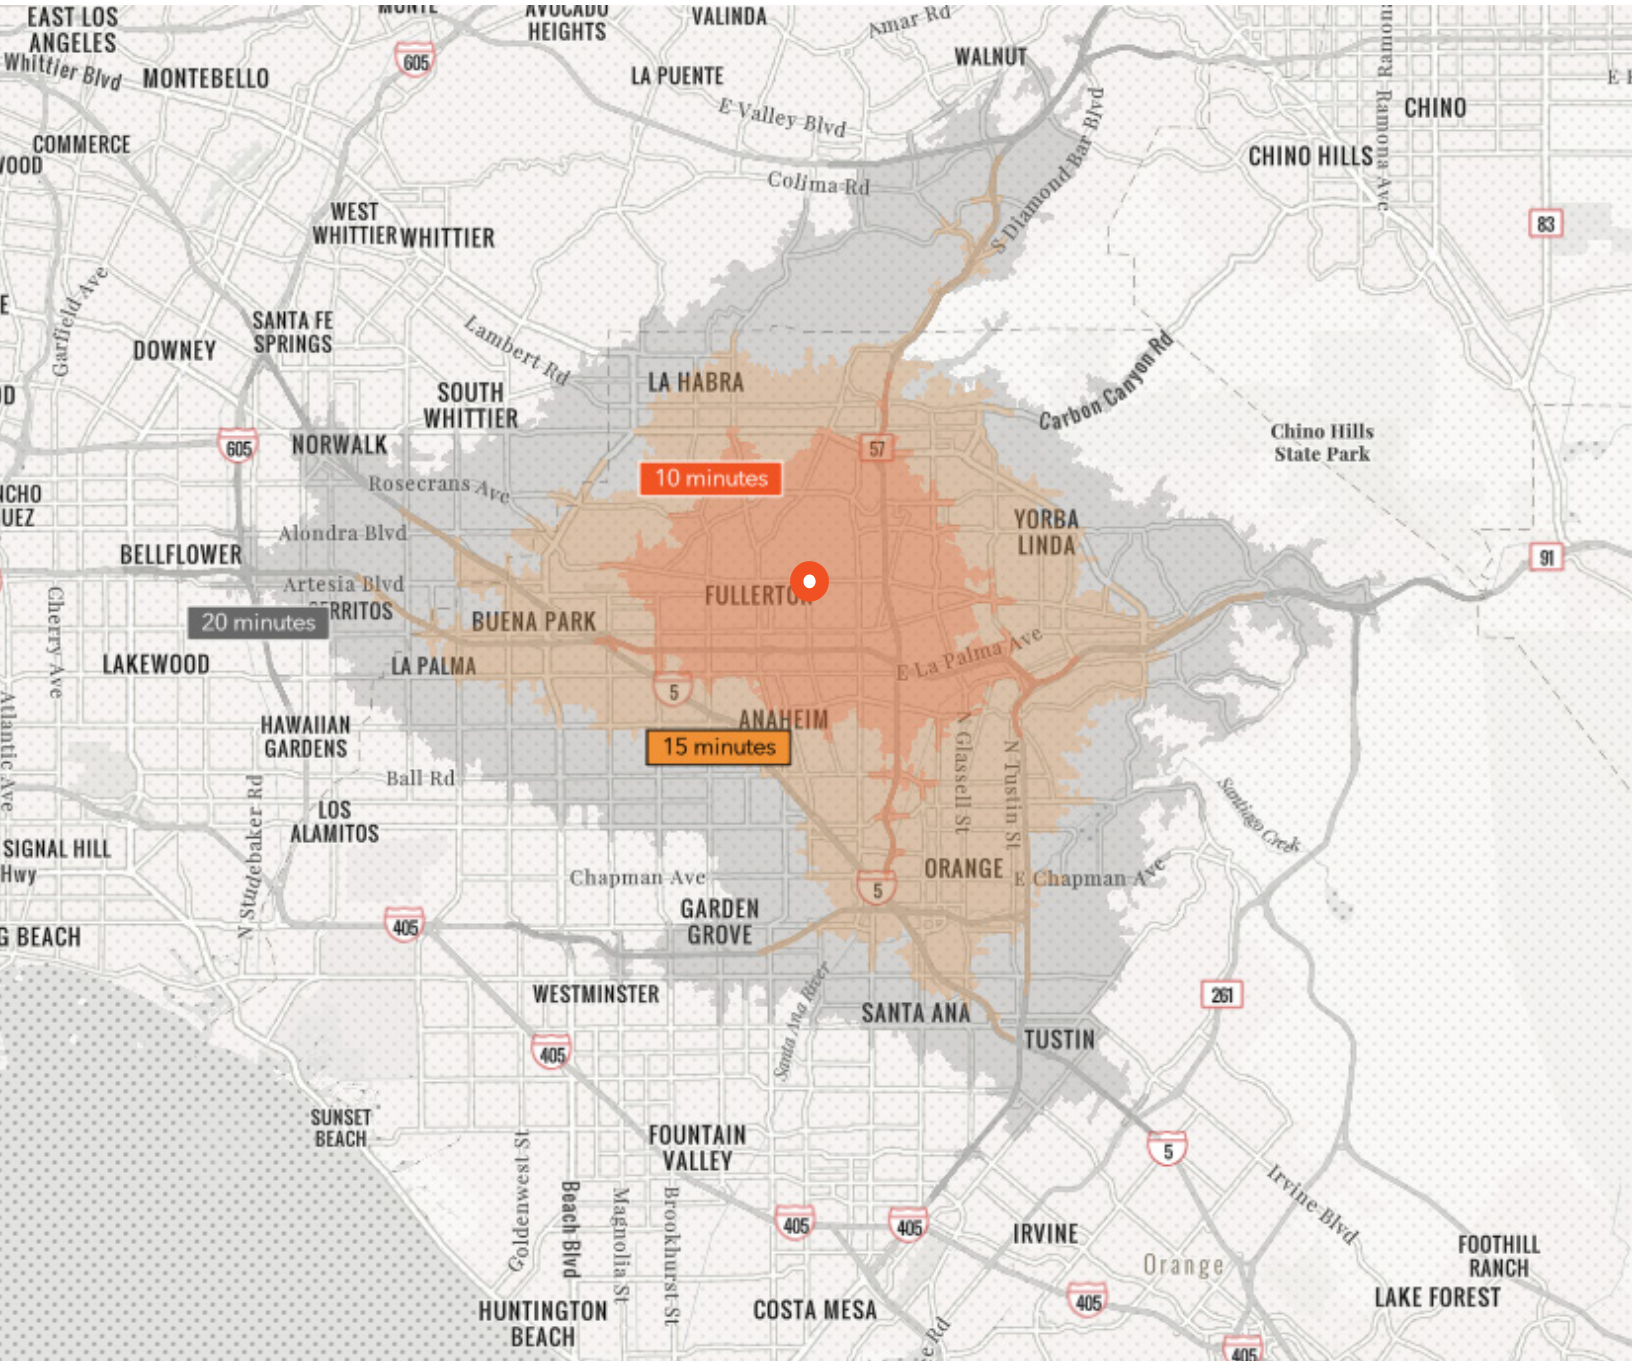 EAST LOS
ANGELES
Whittier Blvd
MONTEBELLO
605
AVOCADO
HEIGHTS
VALINDA
Amar Rd
WALNUT
LA PUENTE
E Valley Blvd
Colima Rd
S Diamond Bar Blvd
CHINO
CHINO HILLS
Ramona Ave
83
COMMERCE
WEST
WHITTIER
WHITTIER
Garfield Ave
SANTA FE
SPRINGS
DOWNEY
Lambert Rd
SOUTH
WHITTIER
LA HABRA
Carbon Canyon Rd
Chino Hills
State Park
605
NORWALK
57
10 minutes
Rosecrans Ave
YORBA
LINDA
Alondra Blvd
BELLFLOWER
91
Artesia Blvd
FULLERTON
20 minutes
BUENA PARK
Cherry Ave
LAKEWOOD
LA PALMA
E La Palma Ave
5
ANAHEIM
15 minutes
HAWAIIAN
GARDENS
Atlantic Ave
Ball Rd
N Glassell St
N Tustin St
Santiago Creek
N Studebaker Rd
LOS
ALAMITOS
SIGNAL HILL
Hwy
Chapman Ave
5
ORANGE
E Chapman Ave
GARDEN
GROVE
405
G BEACH
WESTMINSTER
Santa Ana River
SANTA ANA
261
TUSTIN
405
SUNSET
BEACH
FOUNTAIN
VALLEY
5
Goldenwest St
Beach Blvd
Magnolia St
Brookhurst St
405
405
IRVINE
Irvine Blvd
Orange
FOOTHILL
RANCH
LAKE FOREST
405
HUNTINGTON
BEACH
COSTA MESA
405